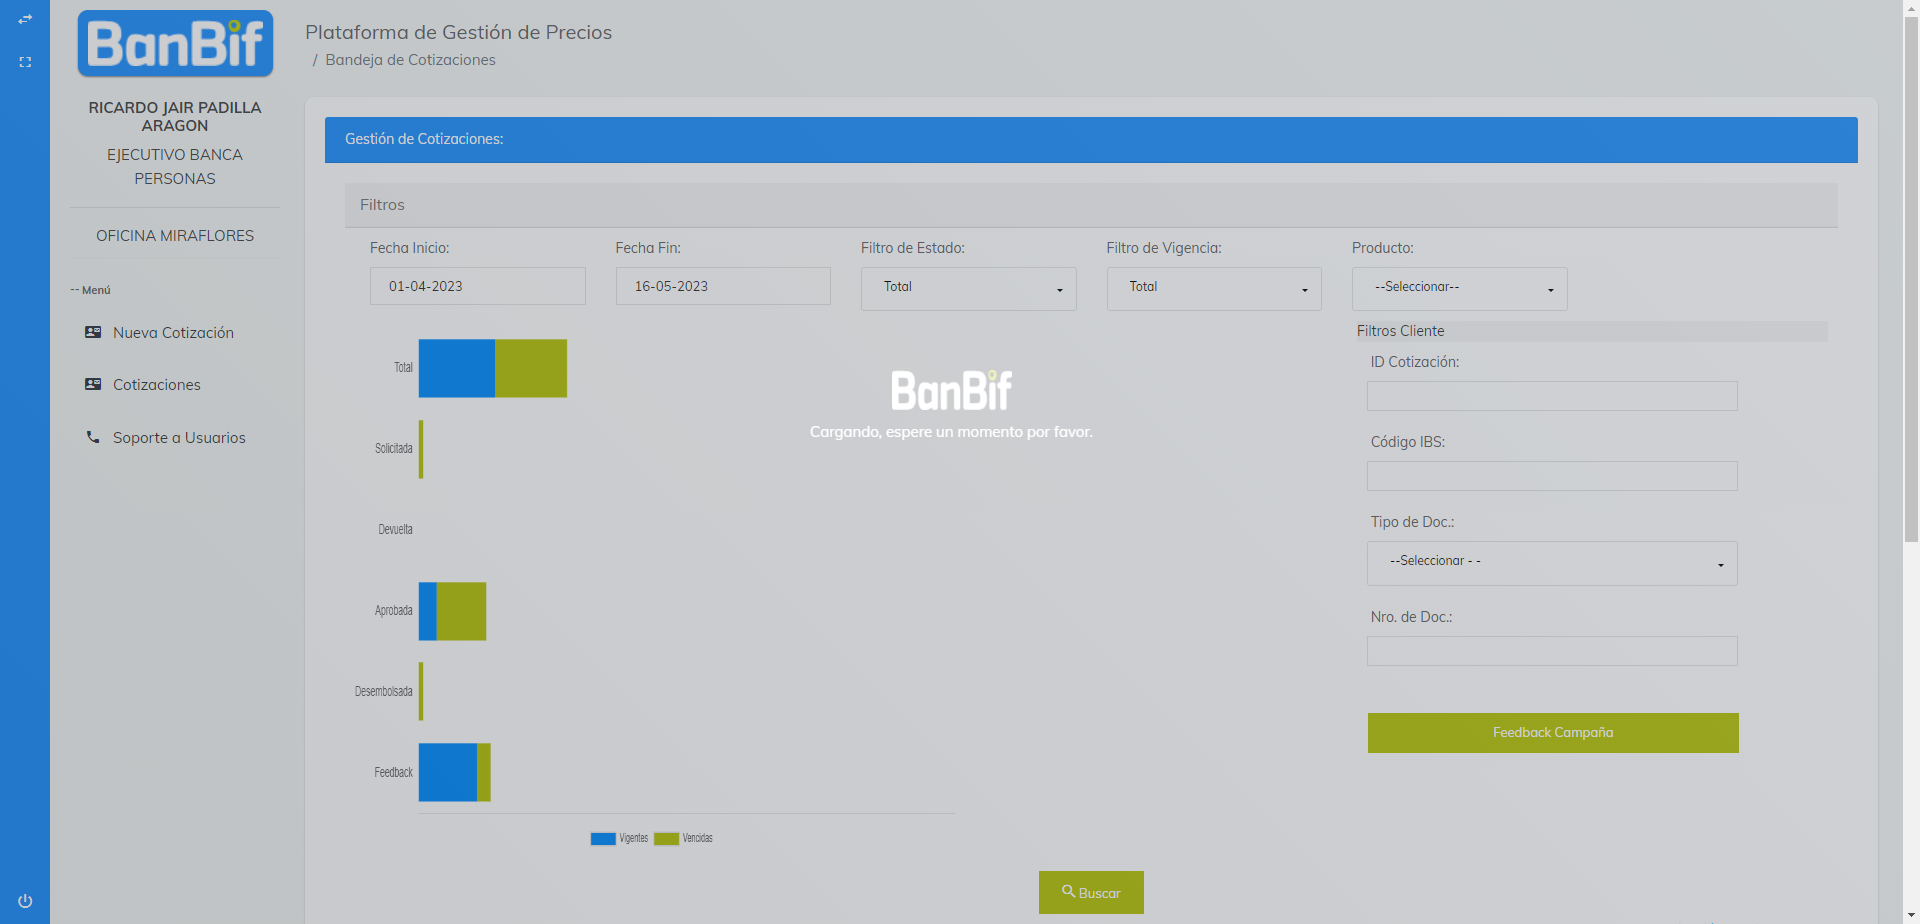 BanBif
RICARDO JAIR PADILLA
ARAGON
EJECUTIVO BANCA
PERSONAS
OFICINA MIRAFLORES
-- Menú
Nueva Cotización
Cotizaciones
Soporte a Usuarios
Plataforma de Gestión de Precios
/ Bandeja de Cotizaciones
Gestión de Cotizaciones:
Filtros
Fecha Inicio: Fecha Fin: Filtro de Estado: Filtro de Vigencia: Producto:
01-04-2023 16-05-2023 Total Total --Seleccionar--
Total
Solicitada
Devuelta
Aprobada
Desembolsada
Feedback
Vigentes Vencidas
BanBif
Cargando, espere un momento por favor.
Filtros Cliente
ID Cotización:
Código IBS:
Tipo de Doc.:
--Seleccionar - -
Nro. de Doc.:
Feedback Campaña
Buscar